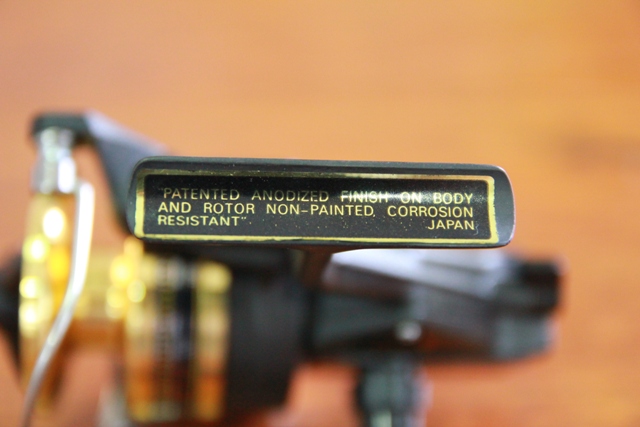 "PATENTED ANODIZED FINISH ON BODY
AND ROTOR NON-PAINTED, CORROSION
RESISTANT". JAPAN